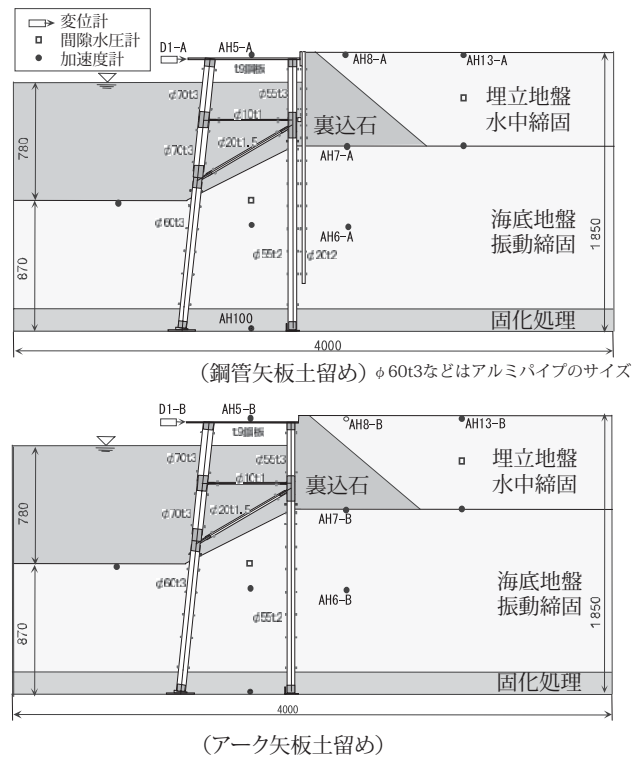 変位計
間隙水圧計
加速度計
D1-A
AH5-A
AH8-A
AH13-A
t9鋼板
φ70t3
φ55t3
φ10t1
裏込石
埋立地盤
水中締固
780
φ70t3
φ20t1.5
AH7-A
海底地盤
振動締固
1850
φ60t3
AH6-A
670
φ55t2
φ20t2
AH100
固化処理
4000
(鋼管矢板土留め) φ60t3などはアルミパイプのサイズ
D1-B
AH5-B
AH8-B
AH13-B
t9鋼板
φ70t3
φ55t3
φ10t1
裏込石
埋立地盤
水中締固
780
φ70t3
φ20t1.5
AH7-B
海底地盤
振動締固
1850
φ60t3
AH6-B
870
φ55t2
固化処理
4000
(アーク矢板土留め)